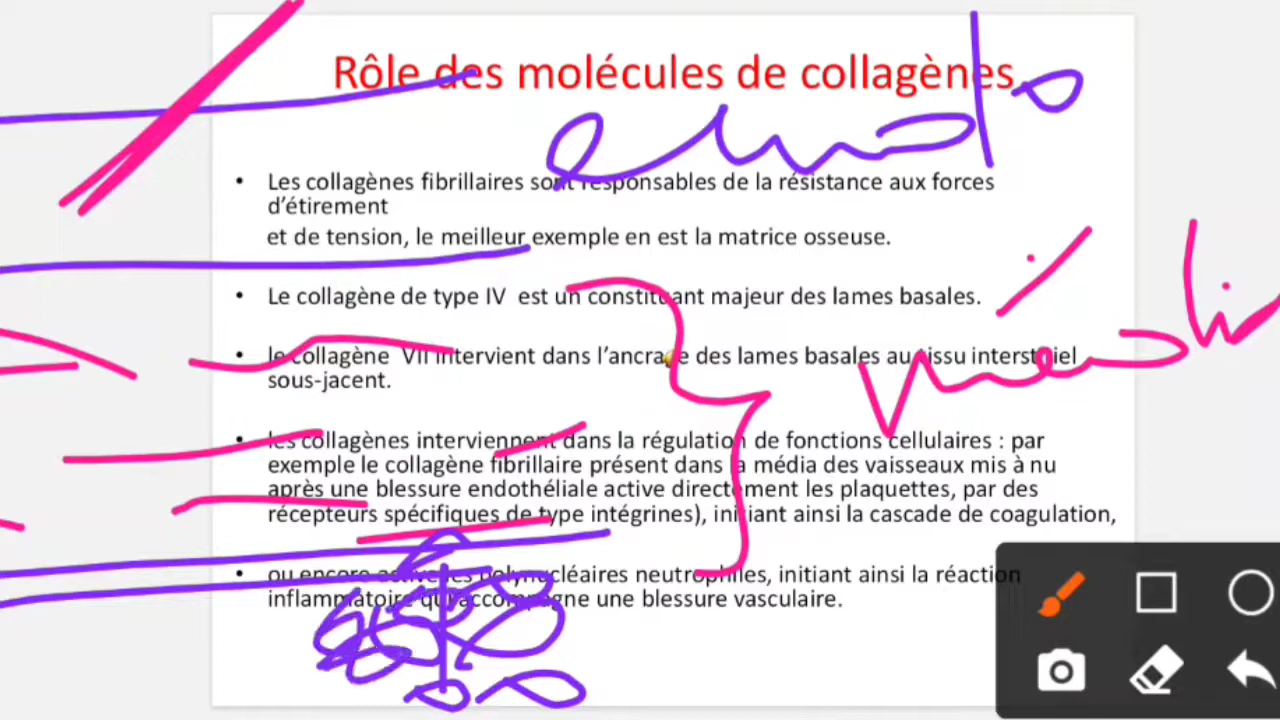 Rôle des molécules de collagènes
endo
• Les collagènes fibrillaires sont responsables de la résistance aux forces
d’étirement
et de tension, le meilleur exemple en est la matrice osseuse.
• Le collagène de type IV est un constituant majeur des lames basales.
• le collagène VII intervient dans l’ancrage des lames basales au tissu interstitiel
sous-jacent.
• les collagènes interviennent dans la régulation de fonctions cellulaires : par
exemple le collagène fibrillaire présent dans la média des vaisseaux mis à nu
après une blessure endothéliale active directement les plaquettes, par des
récepteurs spécifiques de type intégrines), initiant ainsi la cascade de coagulation,
• ou encore active les polynucléaires neutrophiles, initiant ainsi la réaction
inflammatoire qui accompagne une blessure vasculaire.